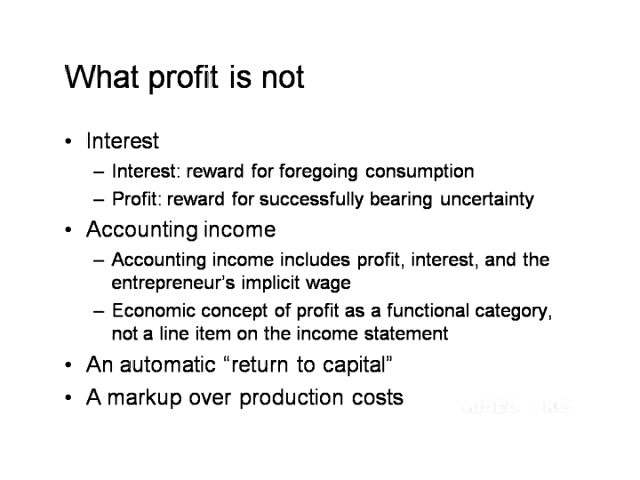 What profit is not
• Interest
– Interest: reward for foregoing consumption
– Profit: reward for successfully bearing uncertainty
• Accounting income
– Accounting income includes profit, interest, and the
entrepreneur's implicit wage
– Economic concept of profit as a functional category,
not a line item on the income statement
• An automatic “return to capital”
• A markup over production costs